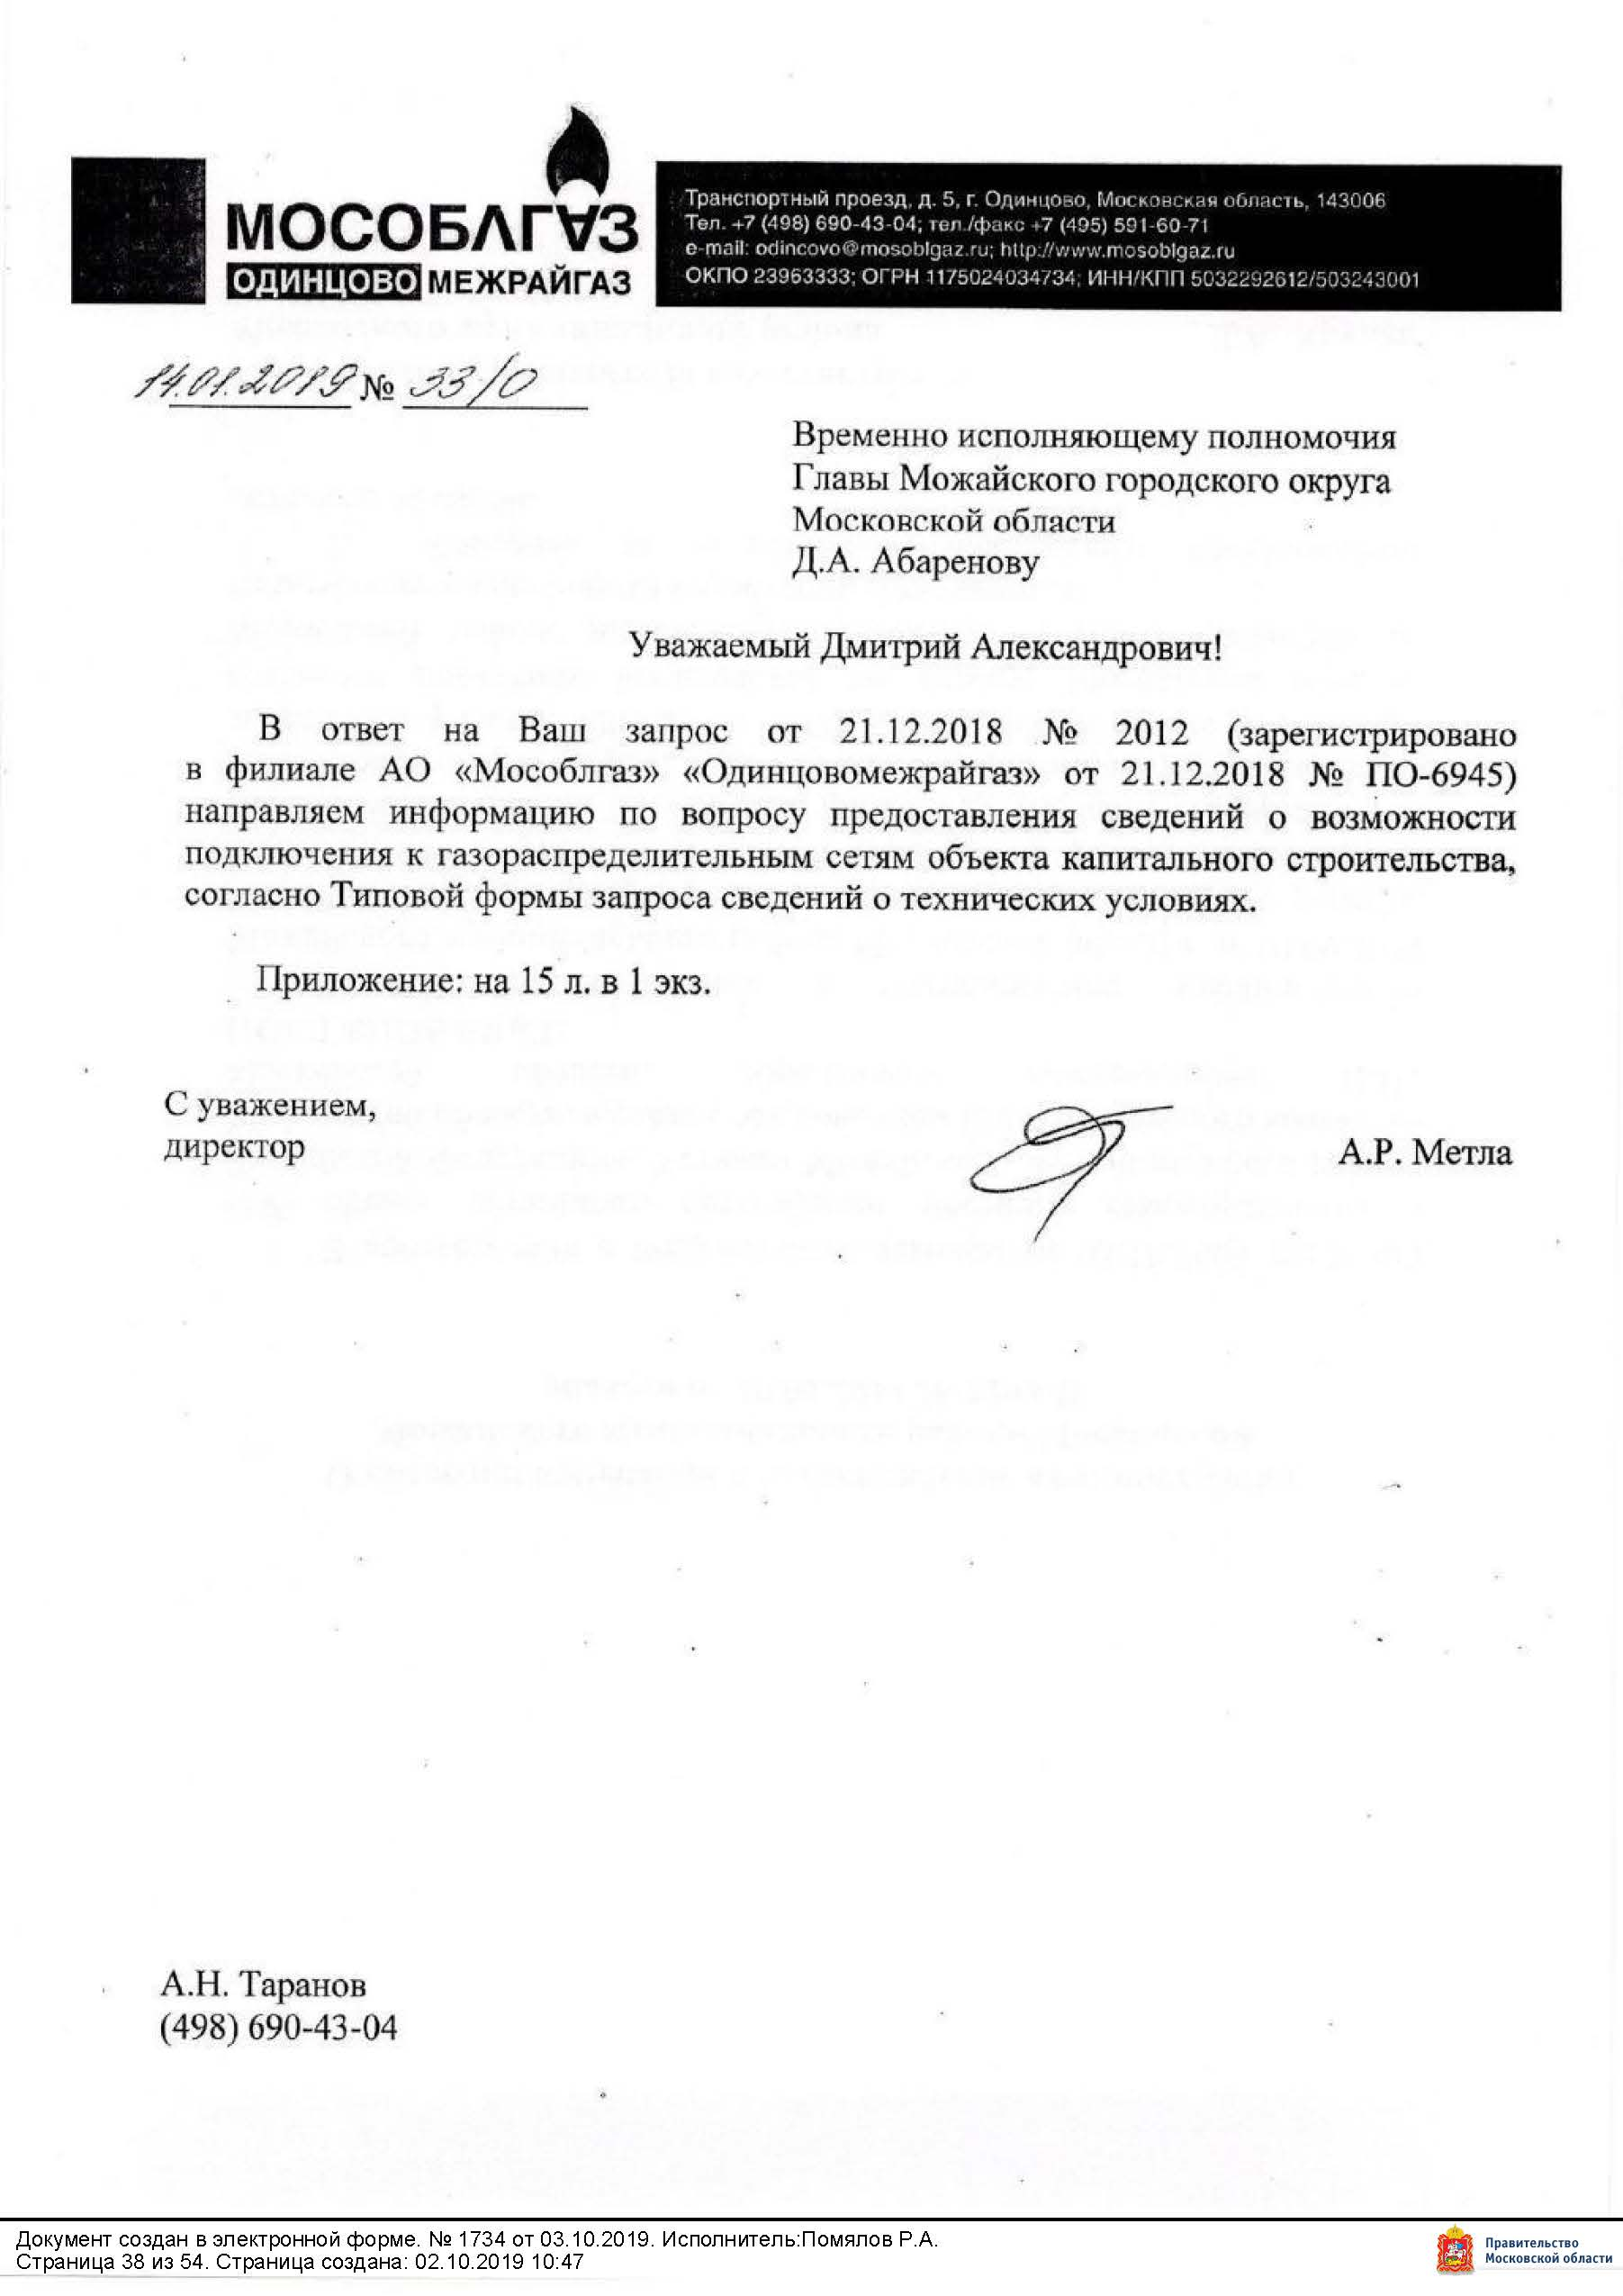 МОСОБЛГАЗ
ОДИНЦОВО МЕЖРАЙГАЗ
Транспортный проезд, д. 5, г. Одинцово, Московская область, 143006
Тел. +7 (498) 690-43-04; тел./факс +7 (495) 591-60-71
e-mail: odincovo@mosoblgaz.ru; http://www.mosoblgaz.ru
ОКПО 23963333; ОГРН 1175024034734; ИНН/КПП 5032292612/503243001
14.01.2019 № 33/О
Временно исполняющему полномочия
Главы Можайского городского округа
Московской области
Д.А. Абаренову
Уважаемый Дмитрий Александрович!
В ответ на Ваш запрос от 21.12.2018 № 2012 (зарегистрировано
в филиале АО «Мособлгаз» «Одинцовомежрайгаз» от 21.12.2018 № ПО-6945)
направляем информацию по вопросу предоставления сведений о возможности
подключения к газораспределительным сетям объекта капитального строительства,
согласно Типовой формы запроса сведений о технических условиях.
Приложение: на 15 л. в 1 экз.
С уважением,
директор
А.Р. Метла
А.Н. Таранов
(498) 690-43-04
Документ создан в электронной форме. № 1734 от 03.10.2019. Исполнитель:Помялов Р.А.
Страница 38 из 54. Страница создана: 02.10.2019 10:47
Правительство
Московской области